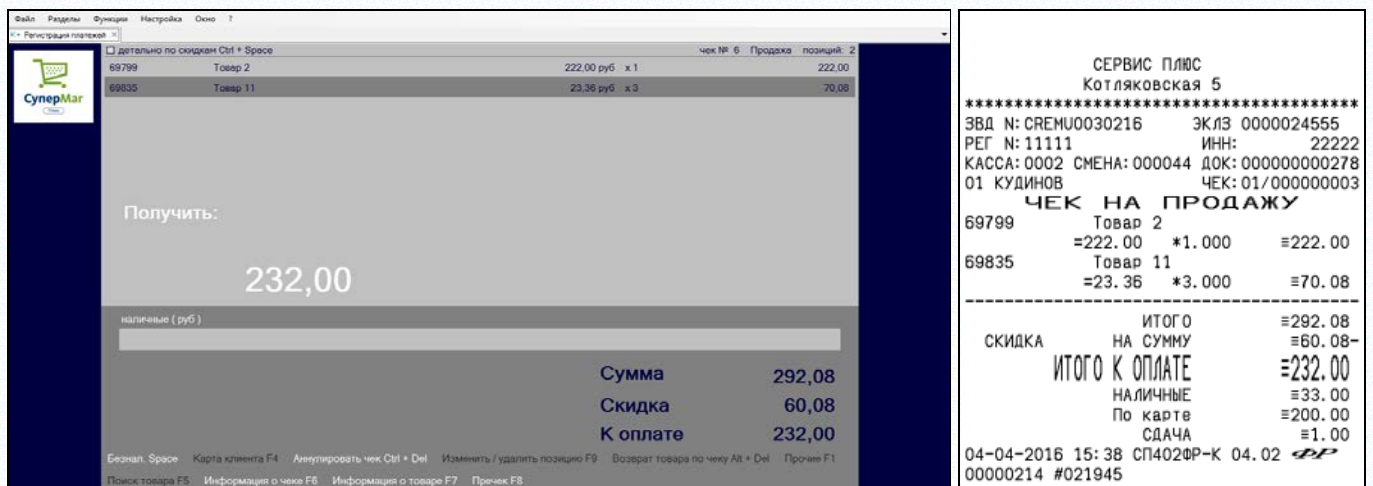 Файл Разделы Функции Настройка Окно ?
Регистрация платежей
СуперМаг
детально по скидкам Ctrl + Space чек № 6 Продажа позиций: 2
69799 Товар 2 222,00 руб x 1 222,00
69835 Товар 11 23,36 руб x 3 70,08
Получить:
232,00
наличные ( руб )
Сумма 292,08
Скидка 60,08
К оплате 232,00
Безнал. Space Карта клиента F4 Аннулировать чек Ctrl + Del Изменить / удалить позицию F9 Возврат товара по чеку Alt + Del Прочие F1
Поиск товара F5 Информация о чеке F6 Информация о товаре F7 Пречек F8
СЕРВИС ПЛЮС
Котляковская 5
****************************************
ЗВД N:CREMU0030216 ЭКЛЗ 0000024555
РЕГ N:11111 ИНН: 22222
КАССА:0002 СМЕНА:000044 ДОК:000000000278
01 КУДИНОВ ЧЕК:01/000000003
ЧЕК НА ПРОДАЖУ
69799 Товар 2
=222.00 *1.000 ≡222.00
69835 Товар 11
=23.36 *3.000 ≡70.08
----------------------------------------
ИТОГО ≡292.08
СКИДКА НА СУММУ ≡60.08-
ИТОГО К ОПЛАТЕ ≡232.00
НАЛИЧНЫЕ ≡33.00
По карте ≡200.00
СДАЧА ≡1.00
04-04-2016 15:38 СП402ФР-К 04.02 ФР
00000214 #021945